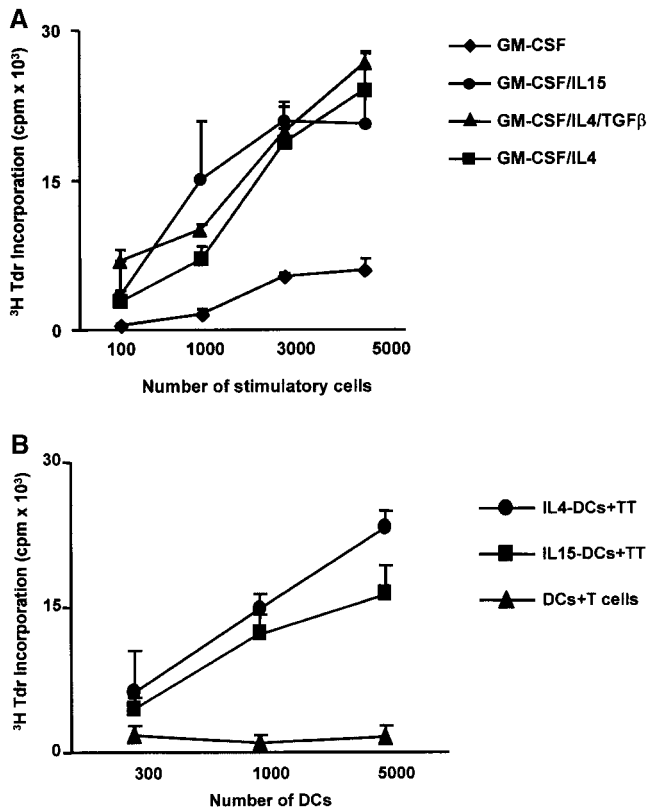 A
30
15
0
³H Tdr Incorporation (cpm x 10³)
100 1000 3000 5000
Number of stimulatory cells
GM-CSF
GM-CSF/IL15
GM-CSF/IL4/TGFβ
GM-CSF/IL4
B
30
15
0
³H Tdr Incorporation (cpm x 10³)
300 1000 5000
Number of DCs
IL4-DCs+TT
IL15-DCs+TT
DCs+T cells